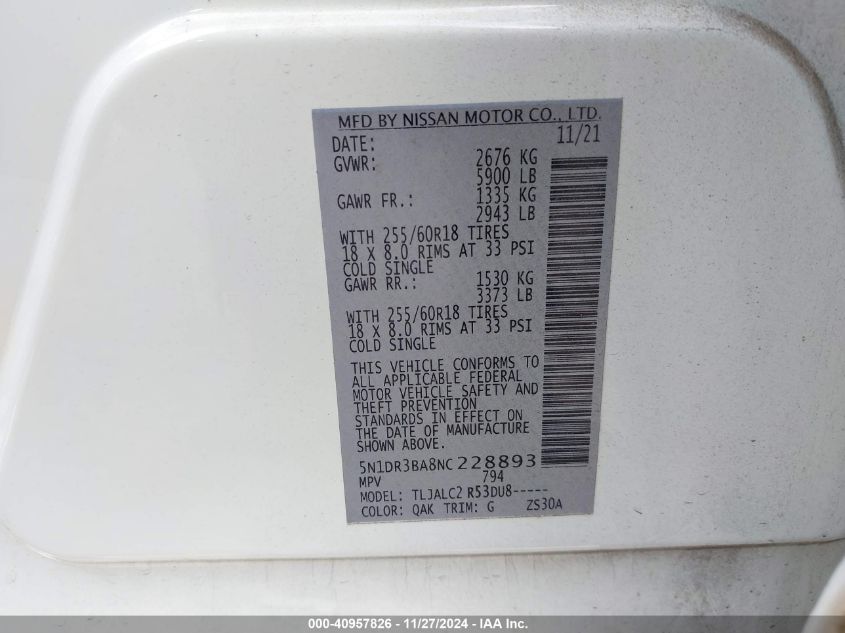 MFD BY NISSAN MOTOR CO., LTD.
DATE: 11/21
GVWR: 2676 KG
5900 LB
GAWR FR.: 1335 KG
2943 LB
WITH 255/60R18 TIRES
18 X 8.0 RIMS AT 33 PSI
COLD SINGLE
GAWR RR.: 1530 KG
3373 LB
WITH 255/60R18 TIRES
18 X 8.0 RIMS AT 33 PSI
COLD SINGLE
THIS VEHICLE CONFORMS TO
ALL APPLICABLE FEDERAL
MOTOR VEHICLE SAFETY AND
THEFT PREVENTION
STANDARDS IN EFFECT ON
THE DATE OF MANUFACTURE
SHOWN ABOVE.
5N1DR3BA8NC228893
MPV 794
MODEL: TLJALC2 R53DU8-----
COLOR: QAK TRIM: G ZS30A
000-40957826 - 11/27/2024 - IAA Inc.